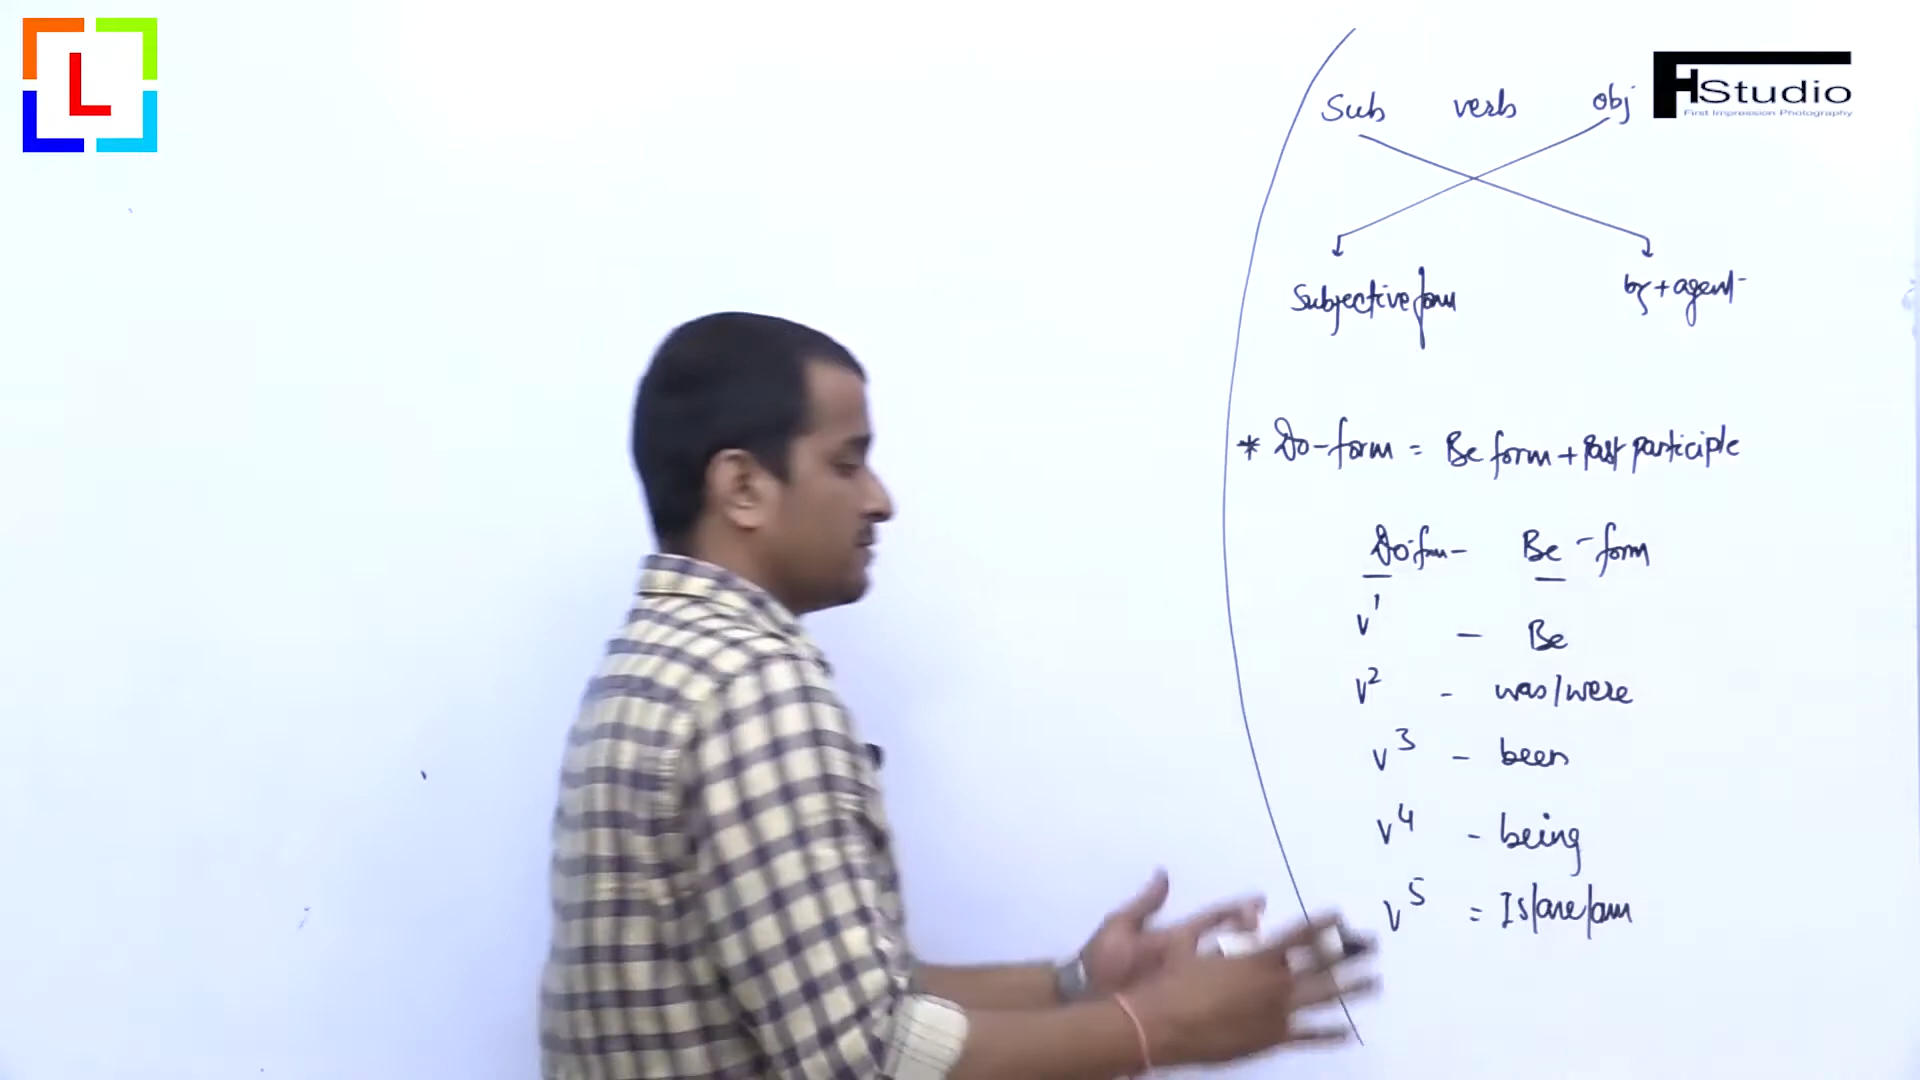 L
FHStudio
First Impression Photography
Sub verb obj
Subjective form by + agent
* Do-form = Be form + Past participle
Do-form - Be - form
V1 - Be
V2 - was/were
V3 - been
V4 - being
V5 = Is/are/am